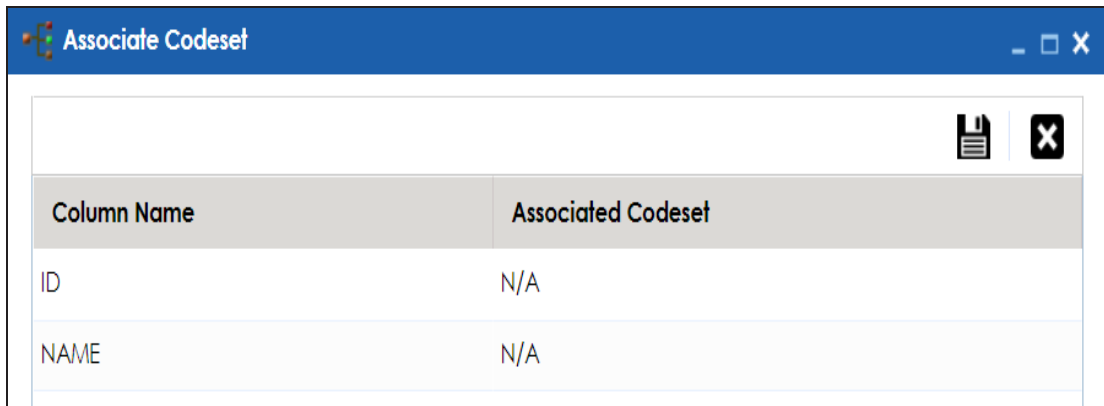 Associate Codeset
Column Name Associated Codeset
ID N/A
NAME N/A